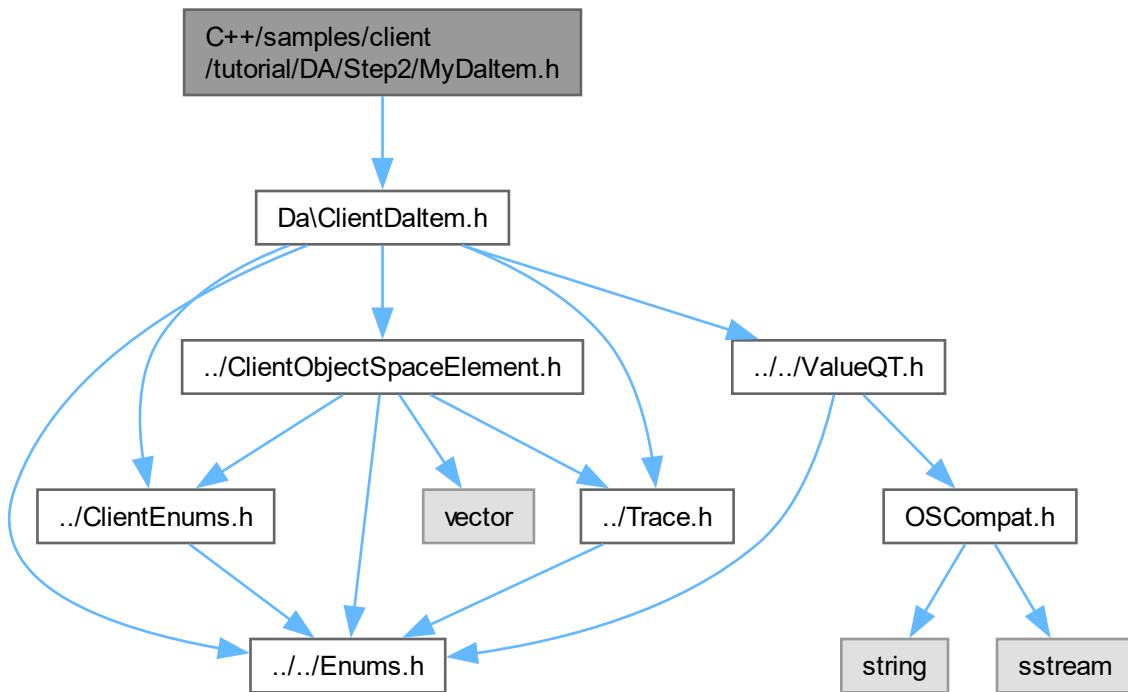 C++/samples/client
/tutorial/DA/Step2/MyDaItem.h
Da\ClientDaItem.h
../ClientObjectSpaceElement.h
../../ValueQT.h
../ClientEnums.h
vector
../Trace.h
OSCompat.h
../../Enums.h
string
sstream